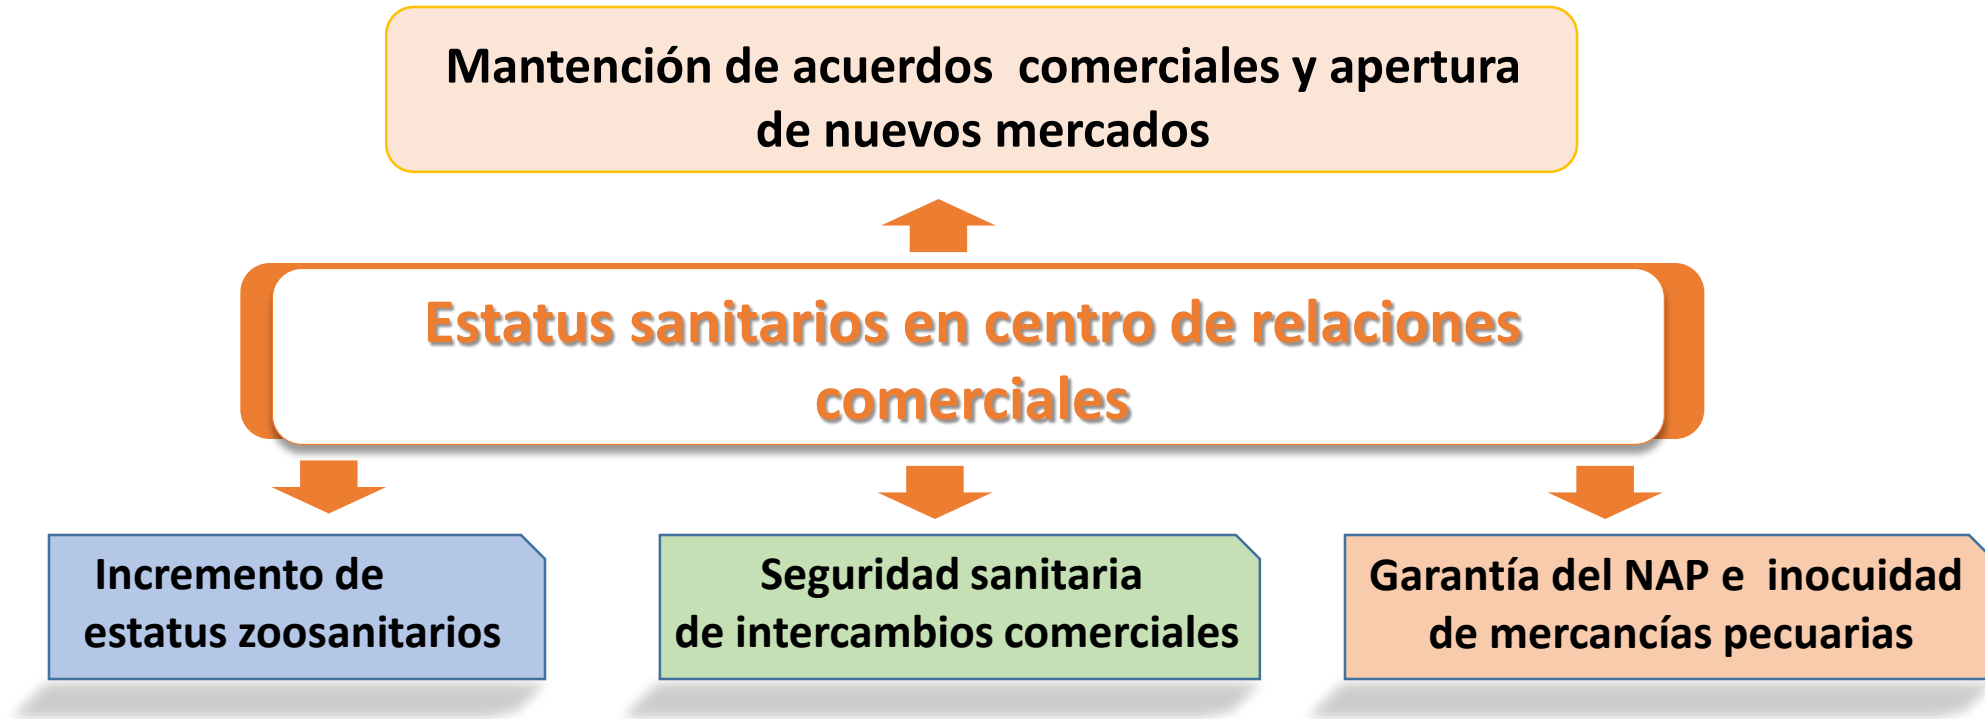 Mantención de acuerdos comerciales y apertura
de nuevos mercados
Estatus sanitarios en centro de relaciones
comerciales
Incremento de
estatus zoosanitarios
Seguridad sanitaria
de intercambios comerciales
Garantía del NAP e inocuidad
de mercancías pecuarias